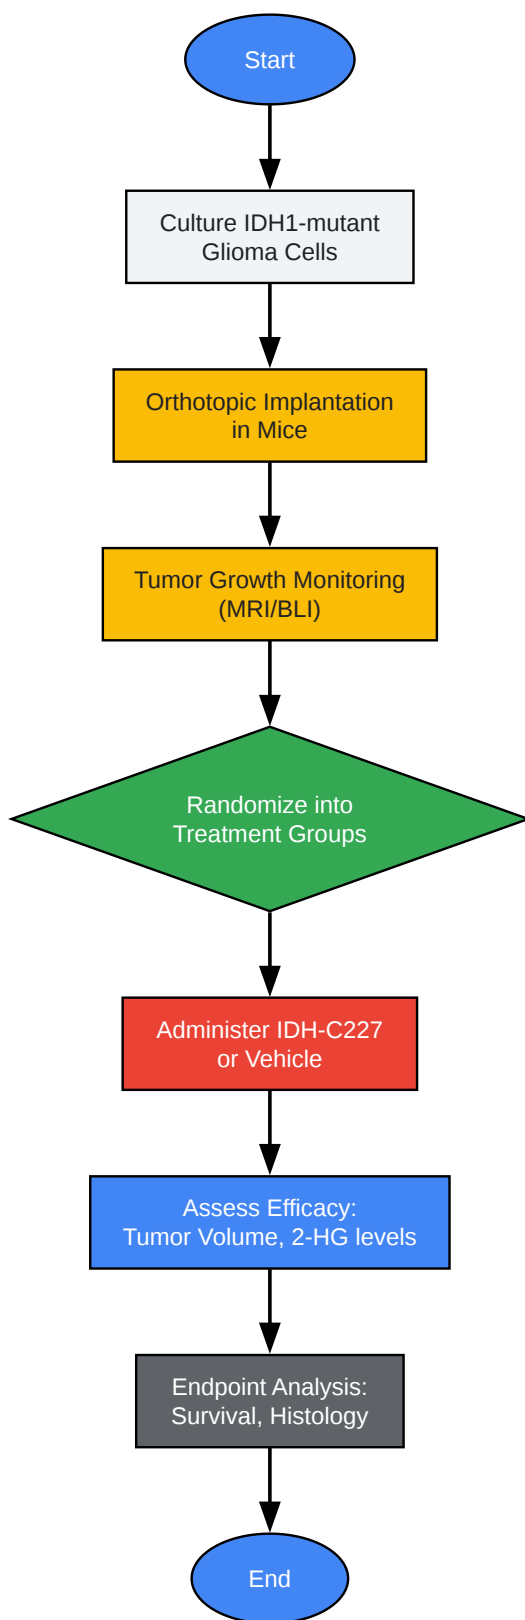 Start
Culture IDH1-mutant
Glioma Cells
Orthotopic Implantation
in Mice
Tumor Growth Monitoring
(MRI/BLI)
Randomize into
Treatment Groups
Administer IDH-C227
or Vehicle
Assess Efficacy:
Tumor Volume, 2-HG levels
Endpoint Analysis:
Survival, Histology
End